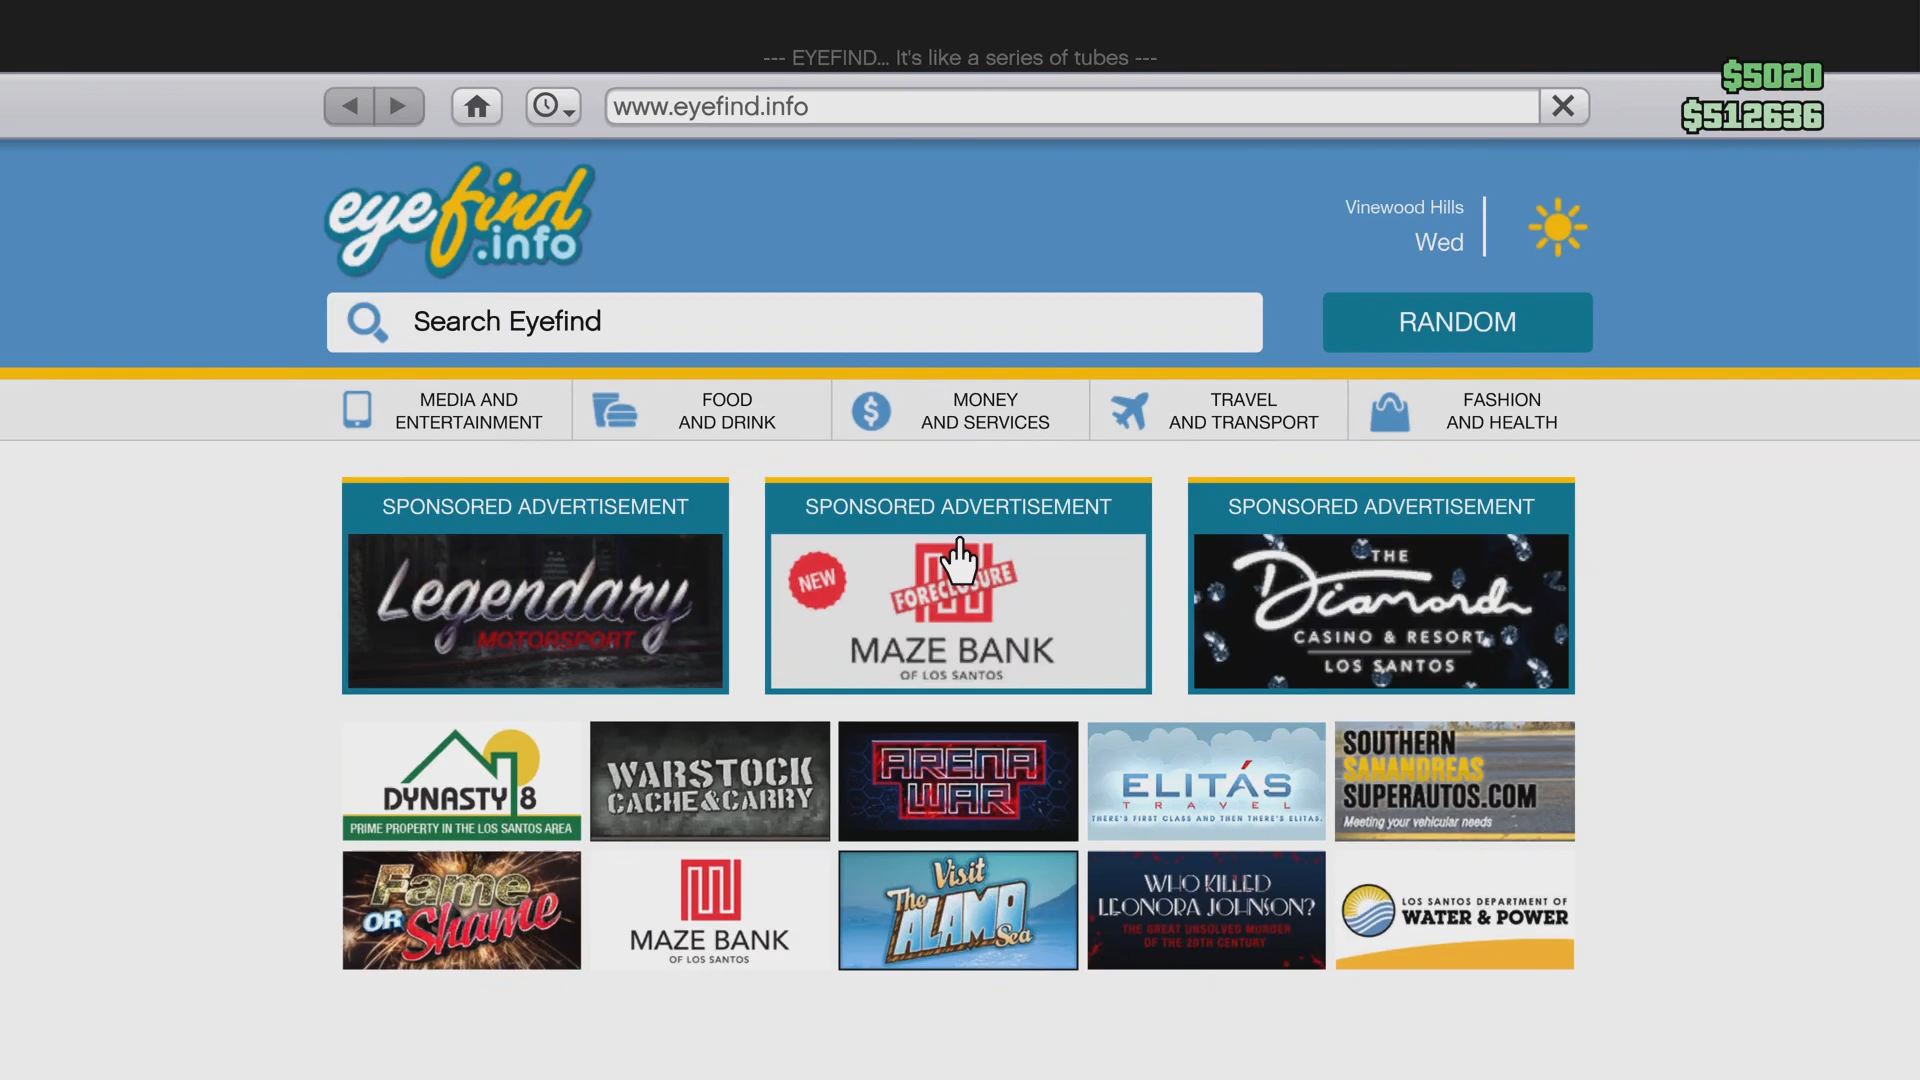 --- EYEFIND... It's like a series of tubes ---
$5020
www.eyefind.info
$512636
eyefind
.info
Vinewood Hills
Wed
Search Eyefind
RANDOM
MEDIA AND
ENTERTAINMENT
FOOD
AND DRINK
MONEY
AND SERVICES
TRAVEL
AND TRANSPORT
FASHION
AND HEALTH
SPONSORED ADVERTISEMENT
Legendary
MOTORSPORT
SPONSORED ADVERTISEMENT
NEW
FORECLOSURE
MAZE BANK
OF LOS SANTOS
SPONSORED ADVERTISEMENT
THE
Diamond
CASINO & RESORT
LOS SANTOS
DYNASTY 8
PRIME PROPERTY IN THE LOS SANTOS AREA
WARSTOCK
CACHE&CARRY
ARENA
WAR
ELITÁS
TRAVEL
THERE'S FIRST CLASS AND THEN THERE'S ELITAS.
SOUTHERN
SANANDREAS
SUPERAUTOS.COM
Meeting your vehicular needs
Fame
OR Shame
MAZE BANK
OF LOS SANTOS
Visit
The
ALAMO
Sea
WHO KILLED
LEONORA JOHNSON?
THE GREAT UNSOLVED MURDER
OF THE 20TH CENTURY
LOS SANTOS DEPARTMENT OF
WATER & POWER